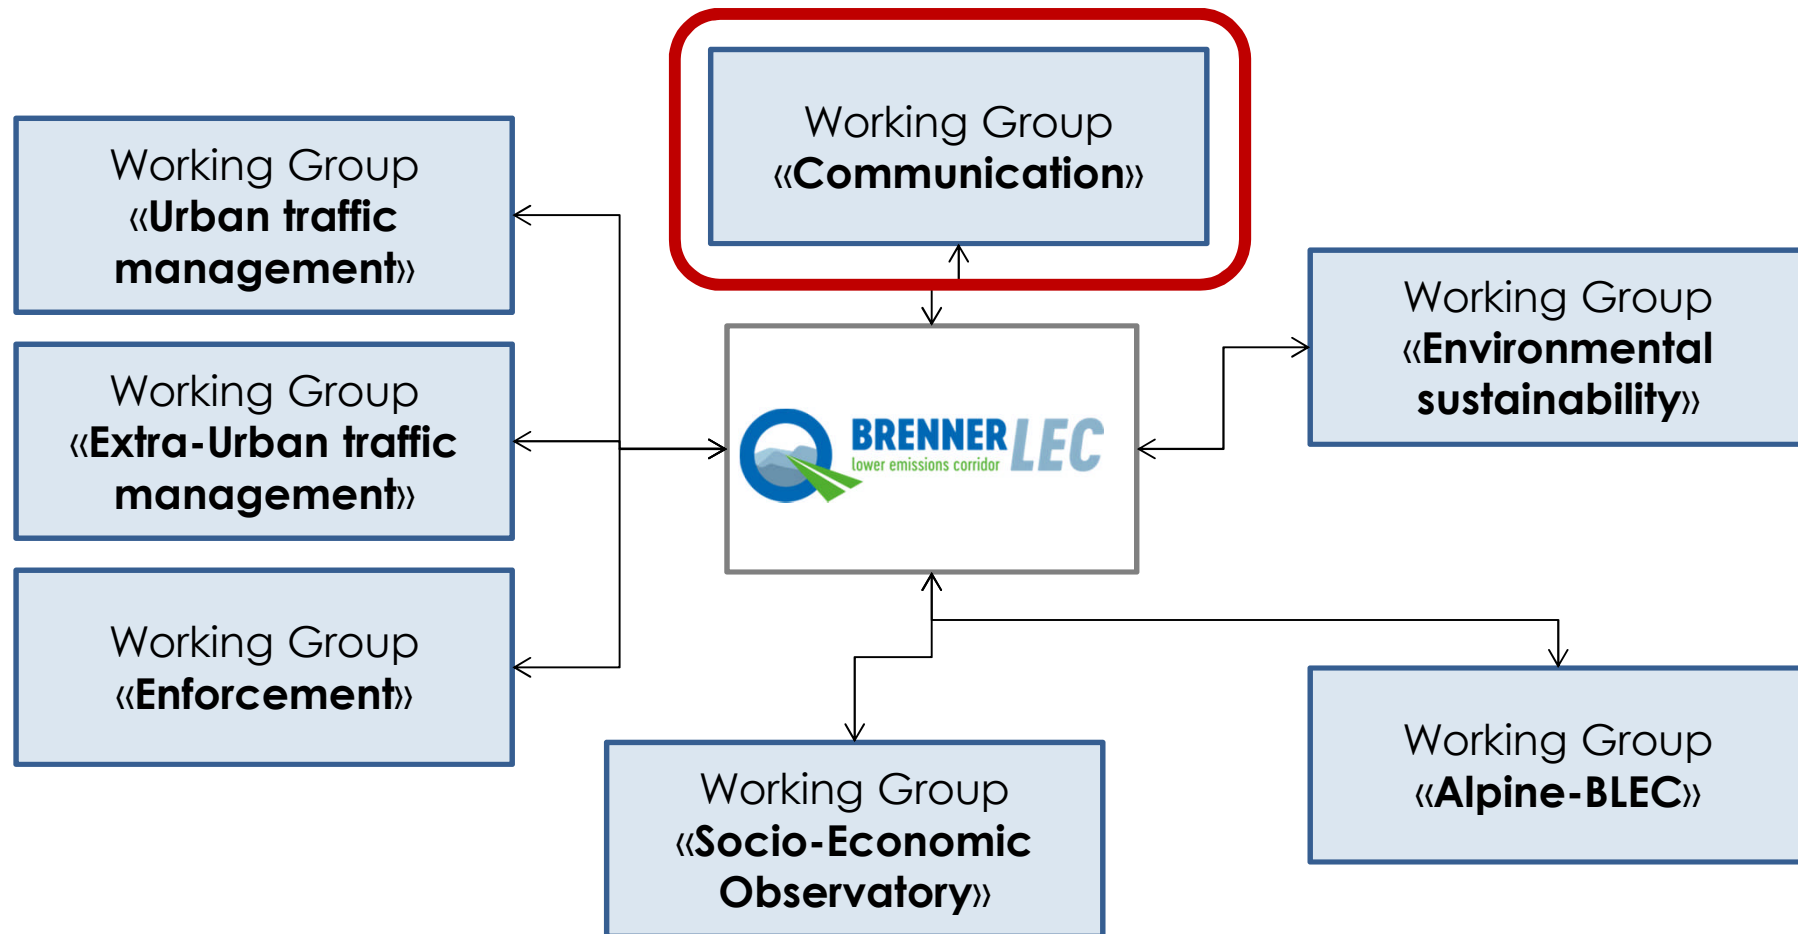 Working Group
«Communication»
Working Group
«Urban traffic
management»
Working Group
«Extra-Urban traffic
management»
Working Group
«Enforcement»
BRENNER LEC
lower emissions corridor
Working Group
«Environmental
sustainability»
Working Group
«Socio-Economic
Observatory»
Working Group
«Alpine-BLEC»